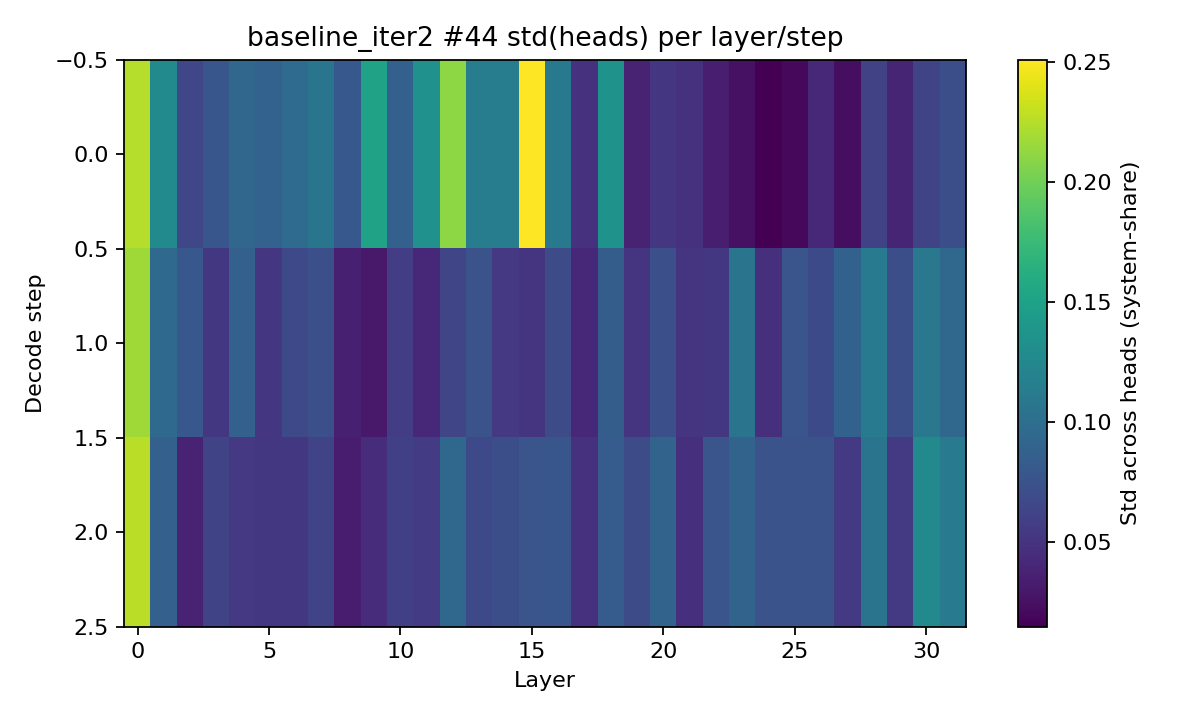 baseline_iter2 #44 std(heads) per layer/step
−0.5
0.0
0.5
1.0
1.5
2.0
2.5
Decode step
0 5 10 15 20 25 30
Layer
0.25
0.20
0.15
0.10
0.05
Std across heads (system-share)